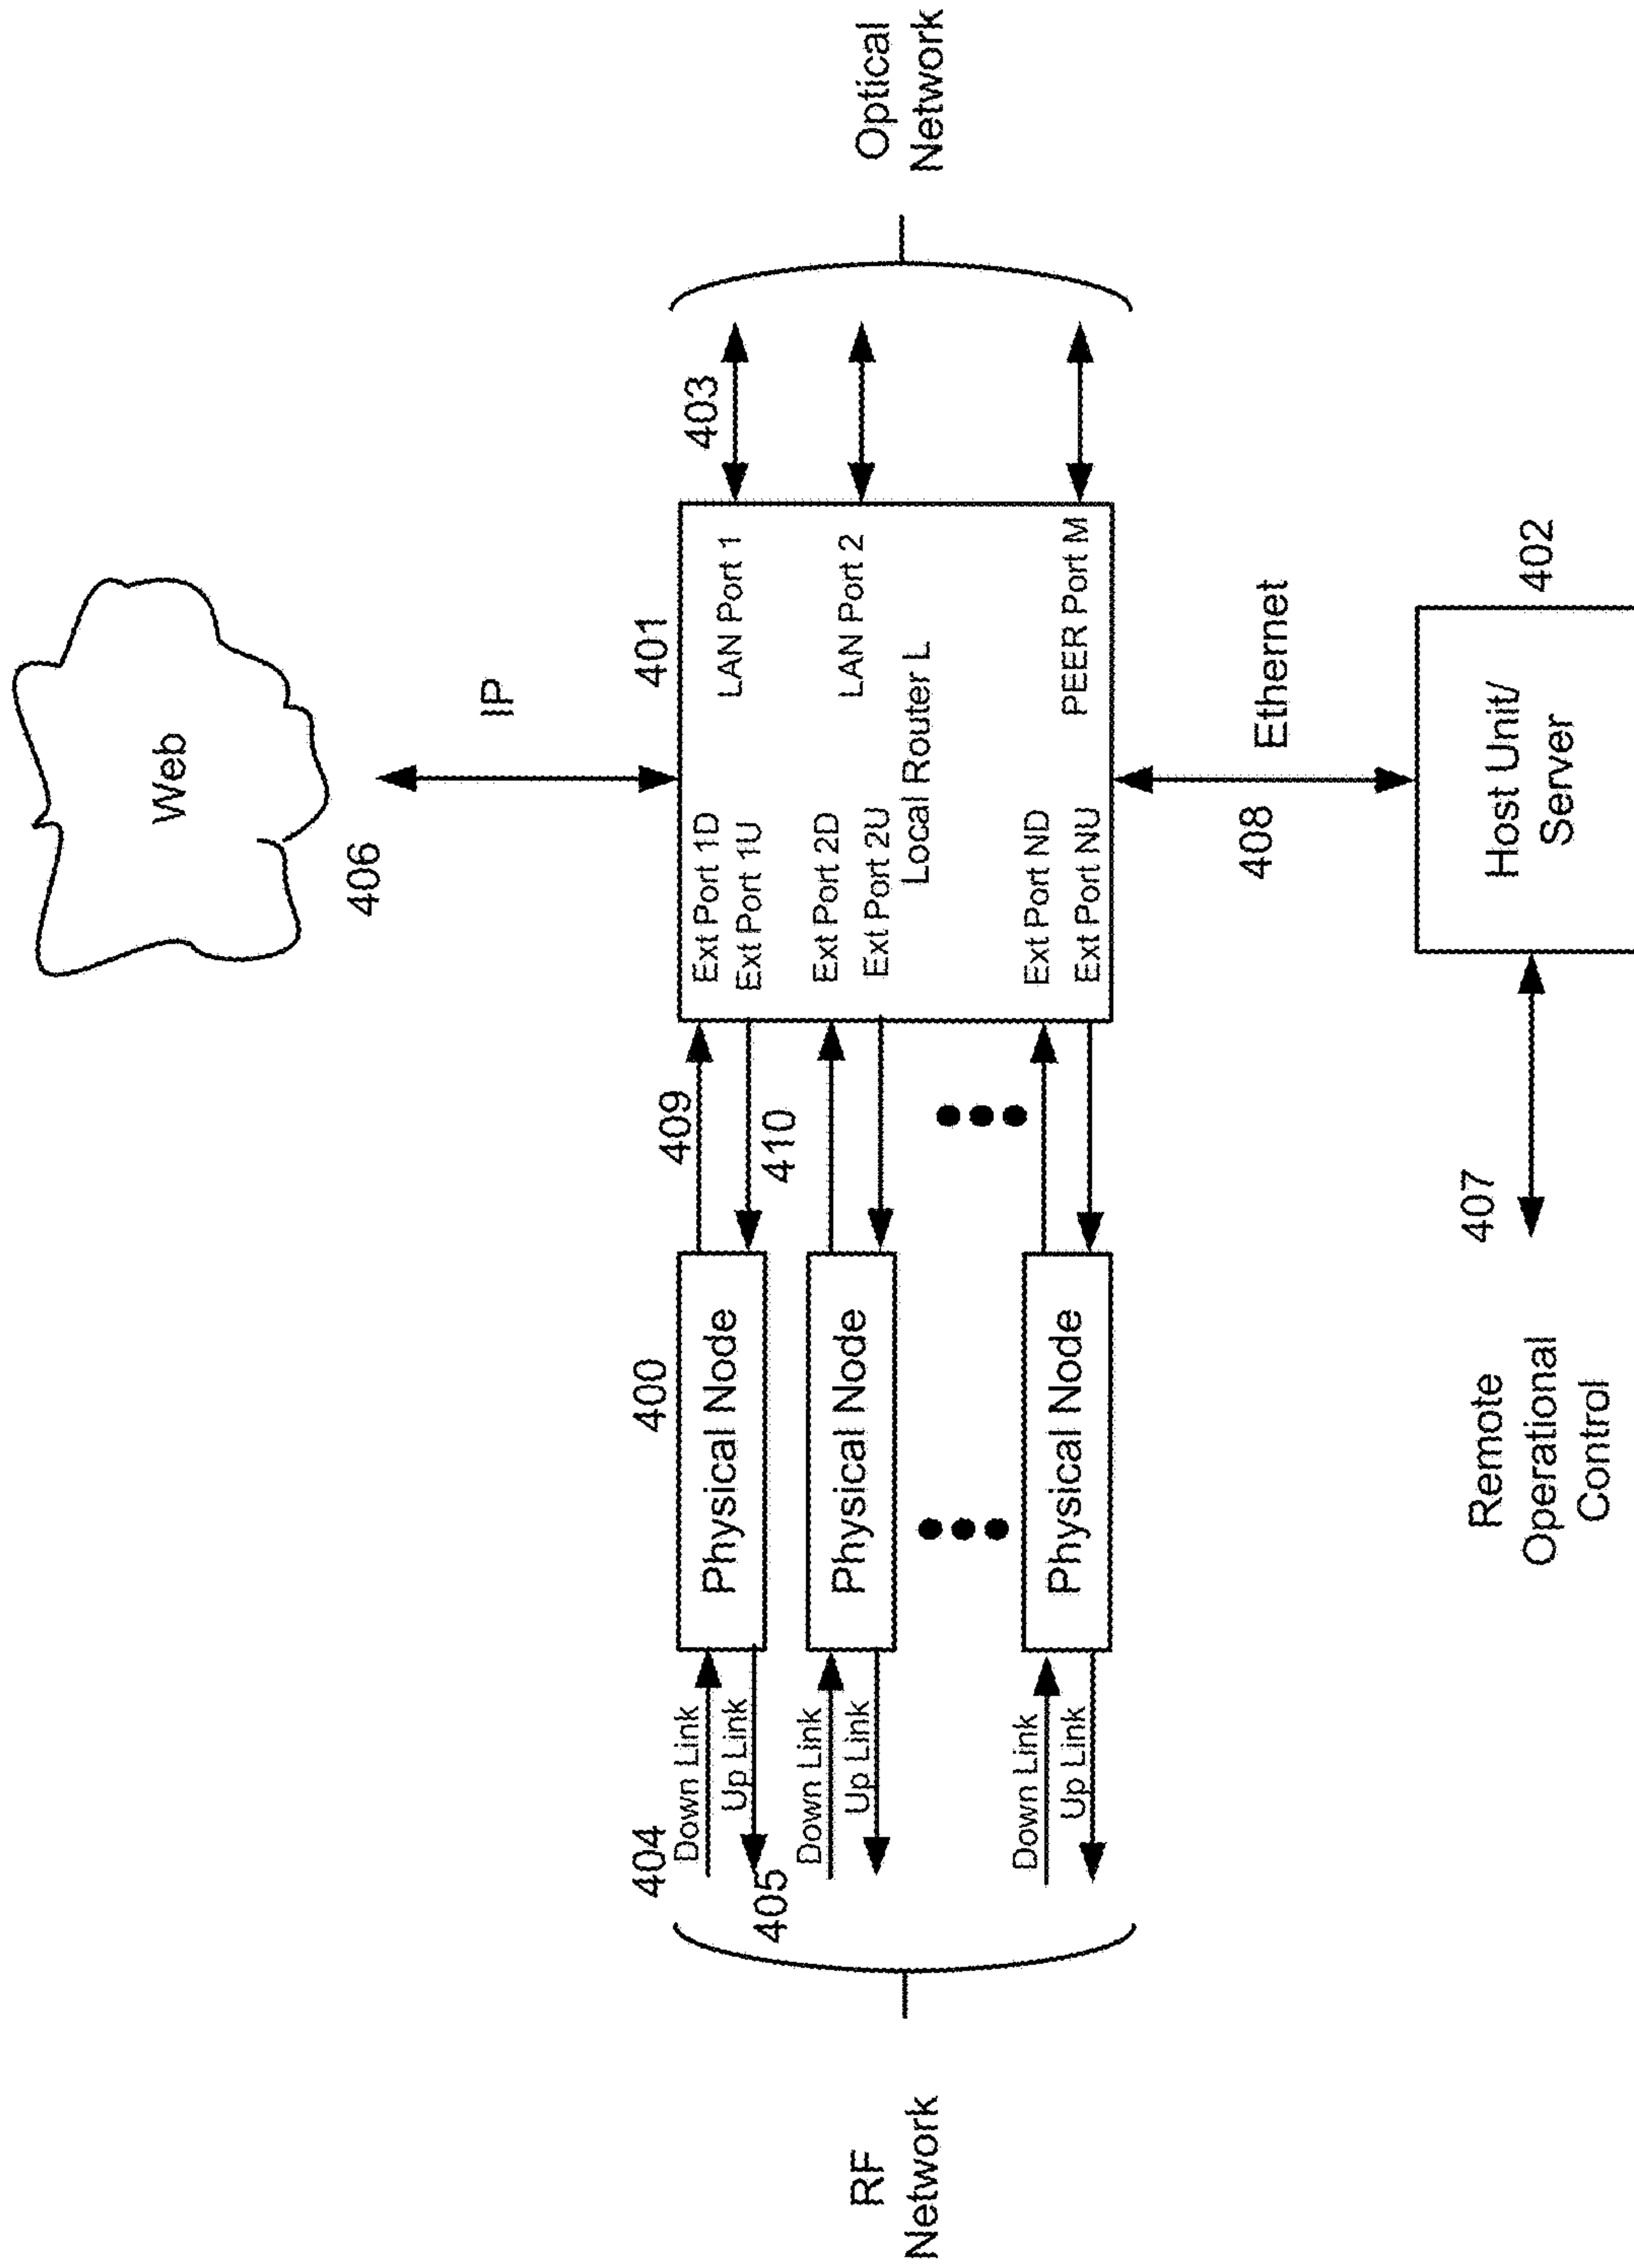 Web
406
IP
401
Ext Port 1D
Ext Port 1U
LAN Port 1
Ext Port 2D
Ext Port 2U
LAN Port 2
Local Router L
Ext Port ND
Ext Port NU
PEER Port M
403
Optical
Network
409
410
400
Physical Node
Physical Node
Physical Node
404
Down Link
Up Link
405
Down Link
Up Link
Down Link
Up Link
RF
Network
408
Ethernet
402
Host Unit/
Server
407
Remote
Operational
Control